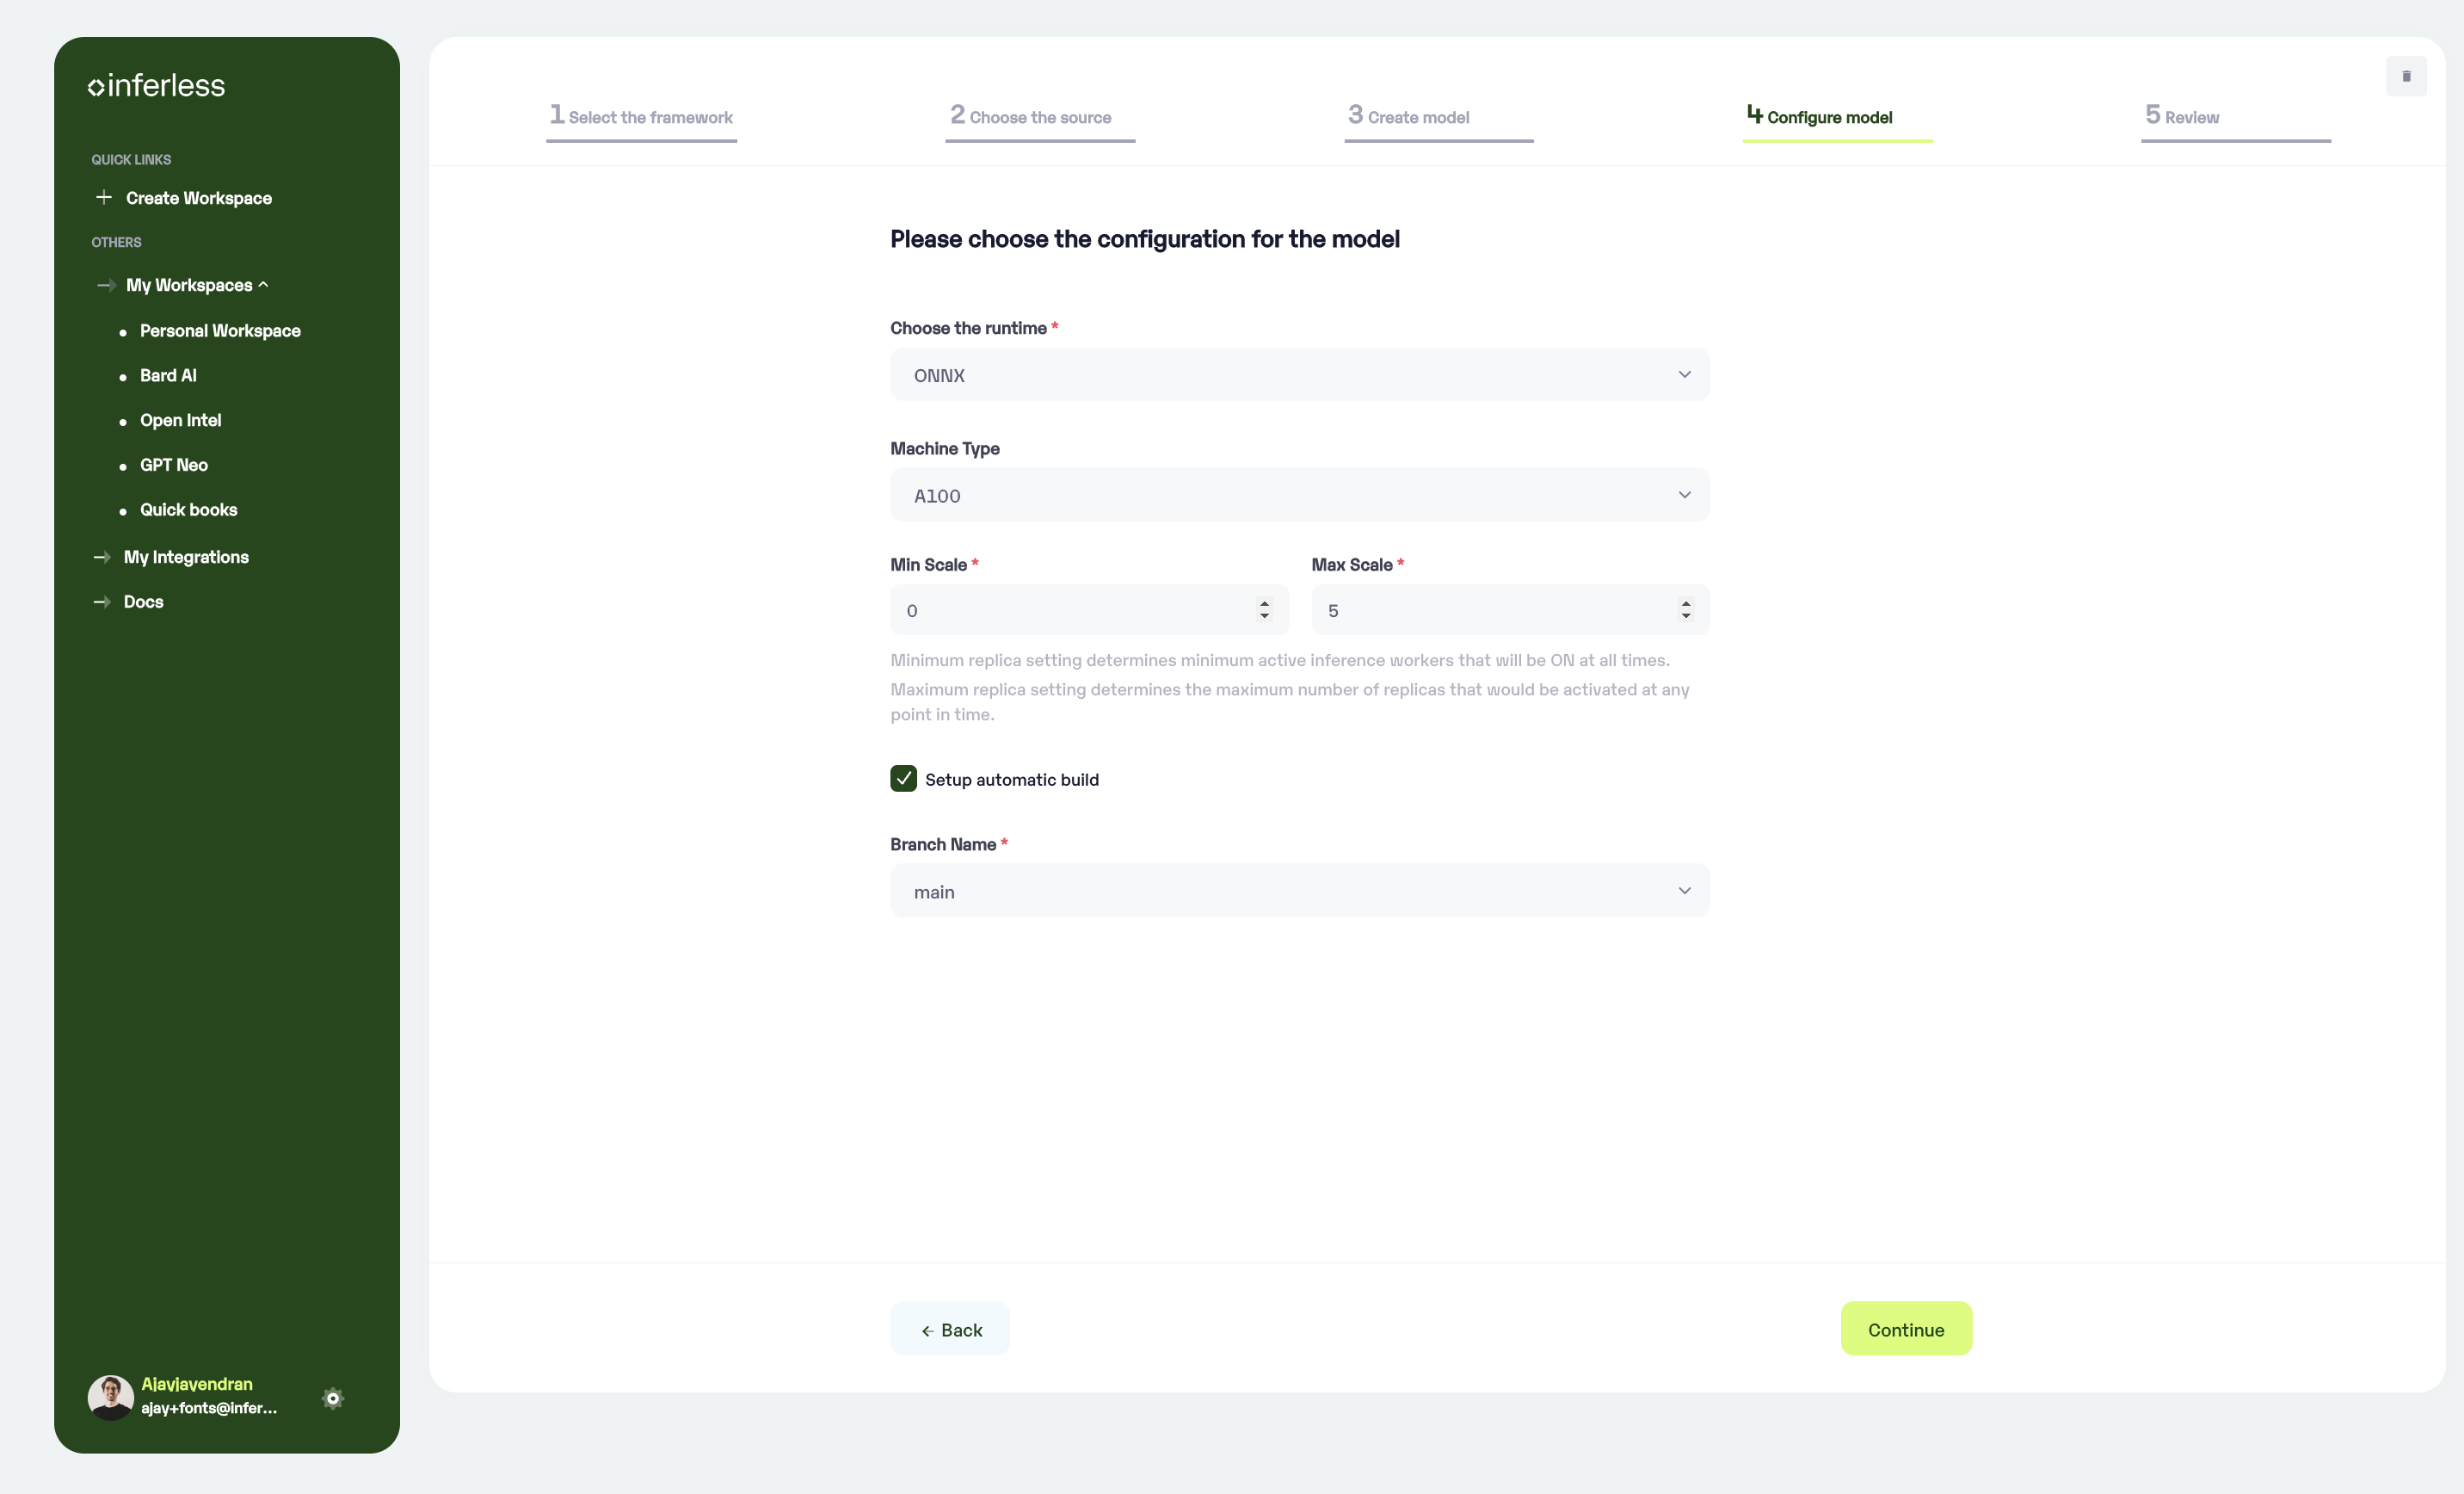 inferless
QUICK LINKS
Create Workspace
OTHERS
My Workspaces
Personal Workspace
Bard AI
Open Intel
GPT Neo
Quick books
My Integrations
Docs
Ajavjavendran
ajay+fonts@infer...
1 Select the framework
2 Choose the source
3 Create model
4 Configure model
5 Review
Please choose the configuration for the model
Choose the runtime *
ONNX
Machine Type
A100
Min Scale *
Max Scale *
0
5
Minimum replica setting determines minimum active inference workers that will be ON at all times.
Maximum replica setting determines the maximum number of replicas that would be activated at any
point in time.
Setup automatic build
Branch Name *
main
Back
Continue